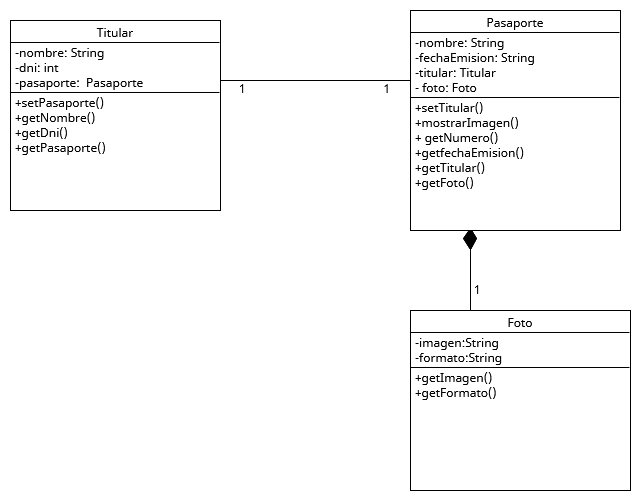 Titular
-nombre: String
-dni: int
-pasaporte:  Pasaporte
+setPasaporte()
+getNombre()
+getDni()
+getPasaporte()
1
1
Pasaporte
-nombre: String
-fechaEmision: String
-titular: Titular
- foto: Foto
+setTitular()
+mostrarImagen()
+ getNumero()
+getfechaEmision()
+getTitular()
+getFoto()
1
Foto
-imagen:String
-formato:String
+getImagen()
+getFormato()